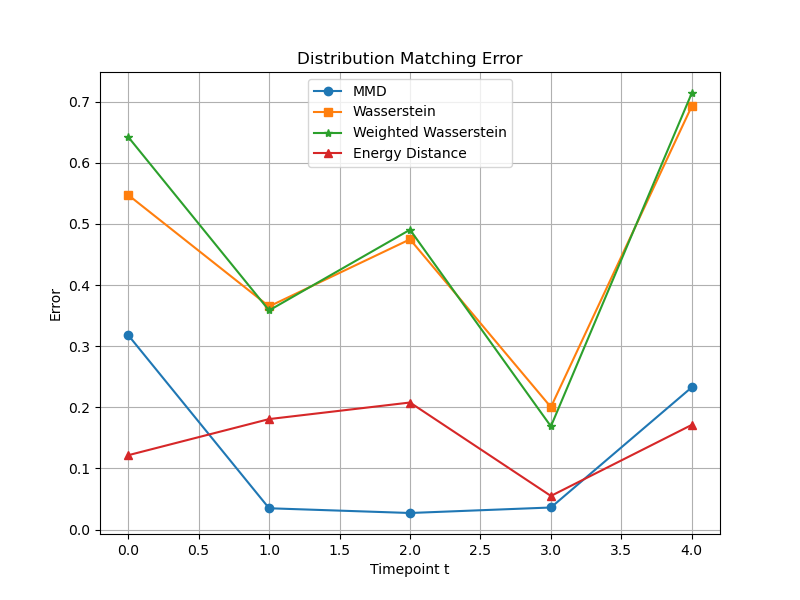 Distribution Matching Error
MMD
Wasserstein
Weighted Wasserstein
Energy Distance
Error
0.7
0.6
0.5
0.4
0.3
0.2
0.1
0.0
0.0 0.5 1.0 1.5 2.0 2.5 3.0 3.5 4.0
Timepoint t